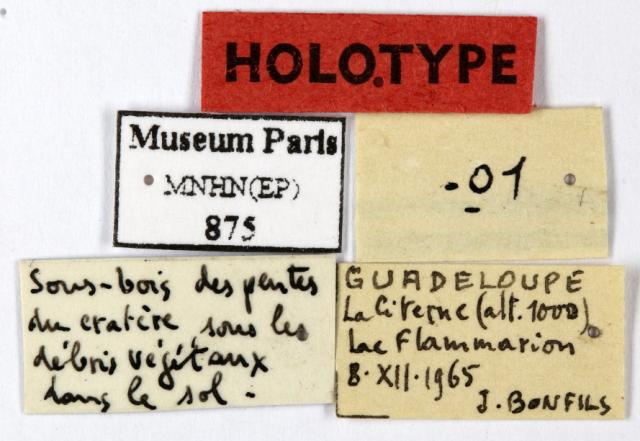 HOLOTYPE
Museum Paris
MNHN(EP)
875
-01
Sous-bois des pentes
du cratère, sous les
débris végétaux
dans le sol -
GUADELOUPE
La Citerne (alt. 1000)
Lac Flammarion
8.XII.1965
J. BONFILS